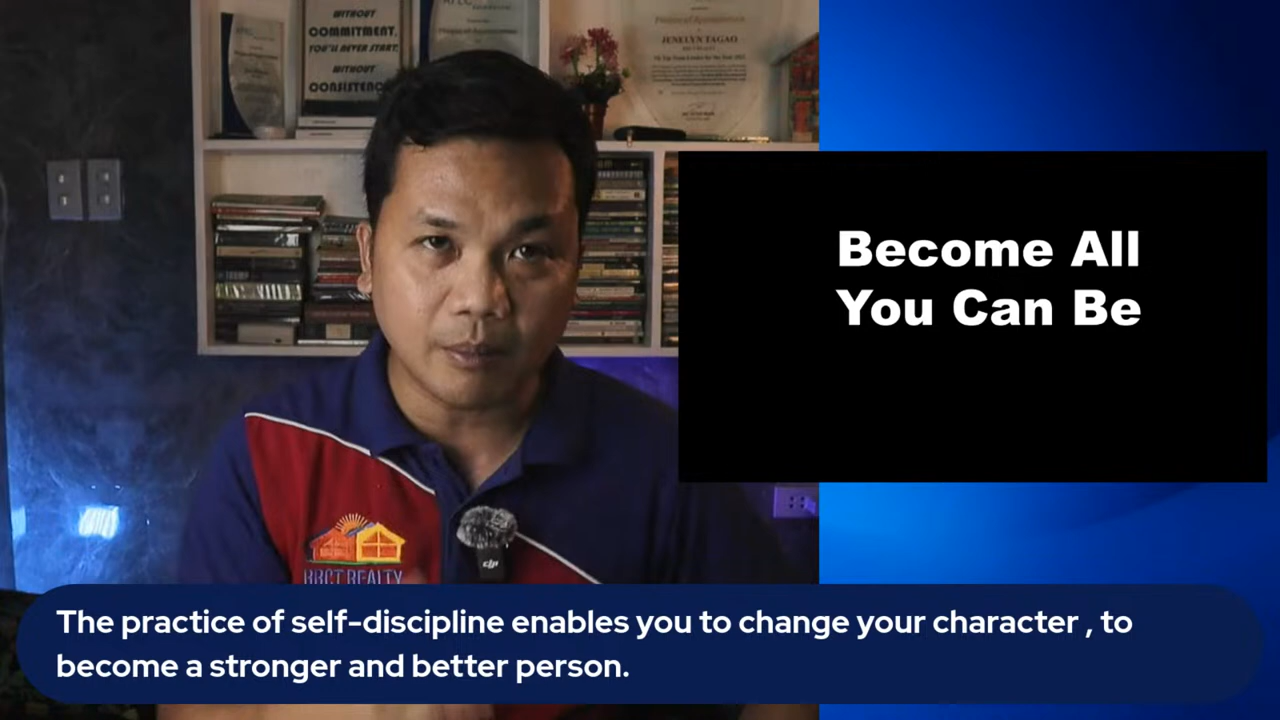 WITHOUT
COMMITMENT,
YOU'LL NEVER START.
WITHOUT
CONSISTENC
JENELYN TAGAO
Become All
You Can Be
dji
REALTY
The practice of self-discipline enables you to change your character , to
become a stronger and better person.